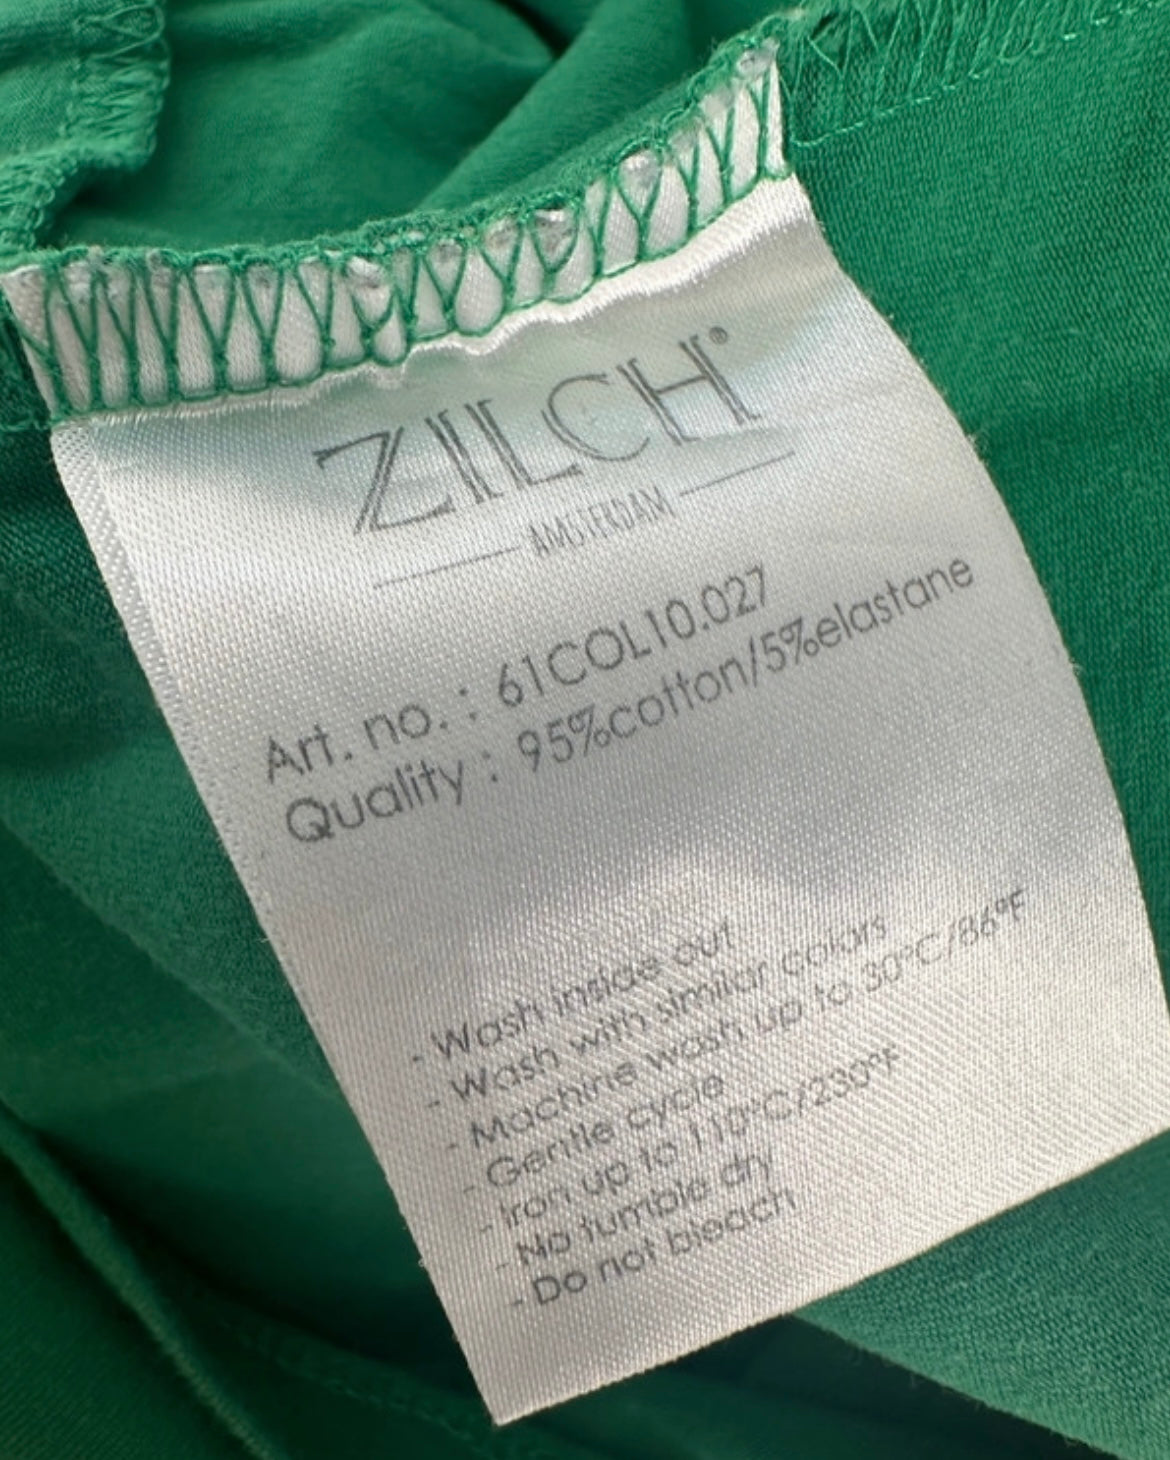 ZILCH®
AMSTERDAM
Art. no. : 61COL10.027
Quality : 95%cotton/5%elastane
- Wash inside out
- Wash with similar colors
- Machine wash up to 30°C/86°F
- Gentle cycle
- Iron up to 110°C/230°F
- No tumble dry
- Do not bleach